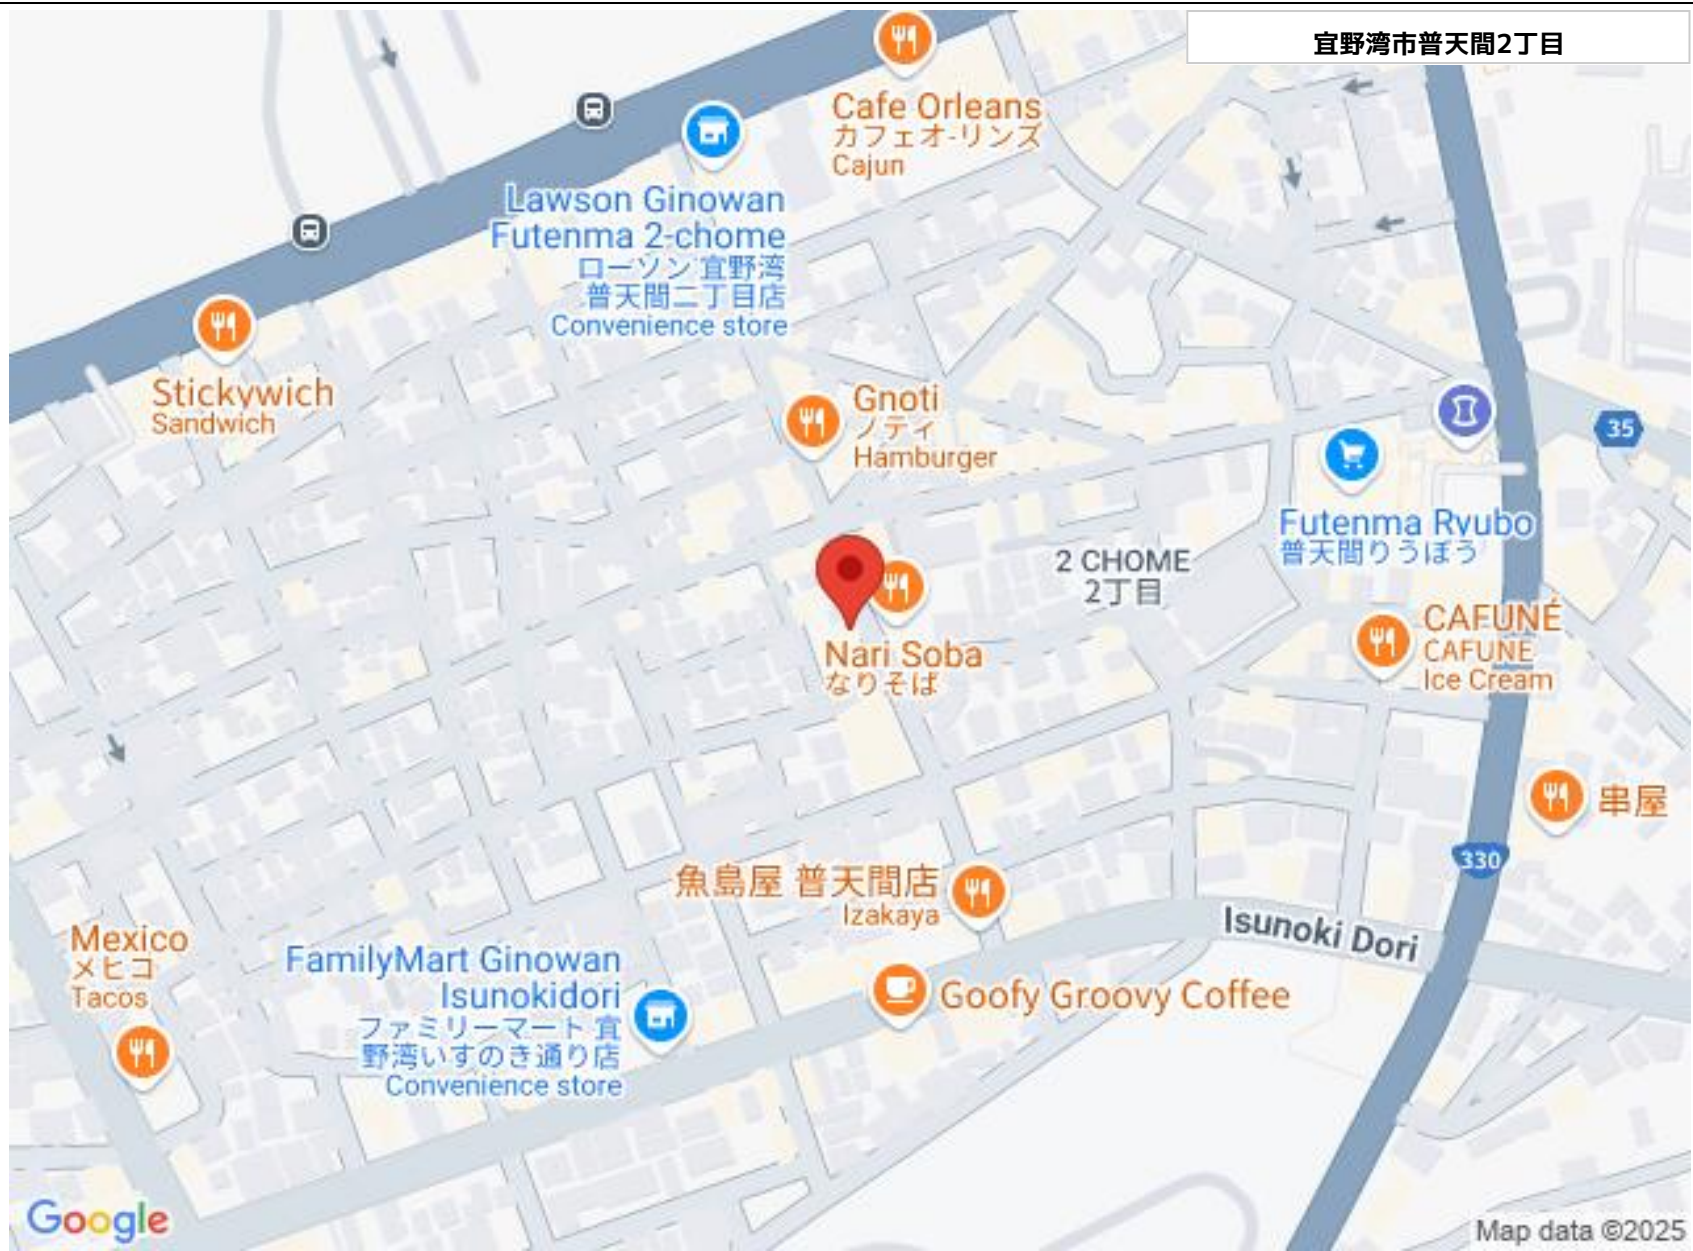 宜野湾市普天間2丁目
Cafe Orleans
カフェオ-リンズ
Cajun
Lawson Ginowan
Futenma 2-chome
ローソン 宜野湾
普天間二丁目店
Convenience store
Stickywich
Sandwich
Gnoti
ノティ
Hamburger
35
Futenma Ryubo
普天間りうぼう
2 CHOME
2丁目
CAFUNÉ
CAFUNE
Ice Cream
Nari Soba
なりそば
串屋
330
魚島屋 普天間店
Izakaya
Isunoki Dori
Mexico
メヒコ
Tacos
FamilyMart Ginowan
Isunokidori
ファミリーマート 宜
野湾いすのき通り店
Convenience store
Goofy Groovy Coffee
Google
Map data ©2025